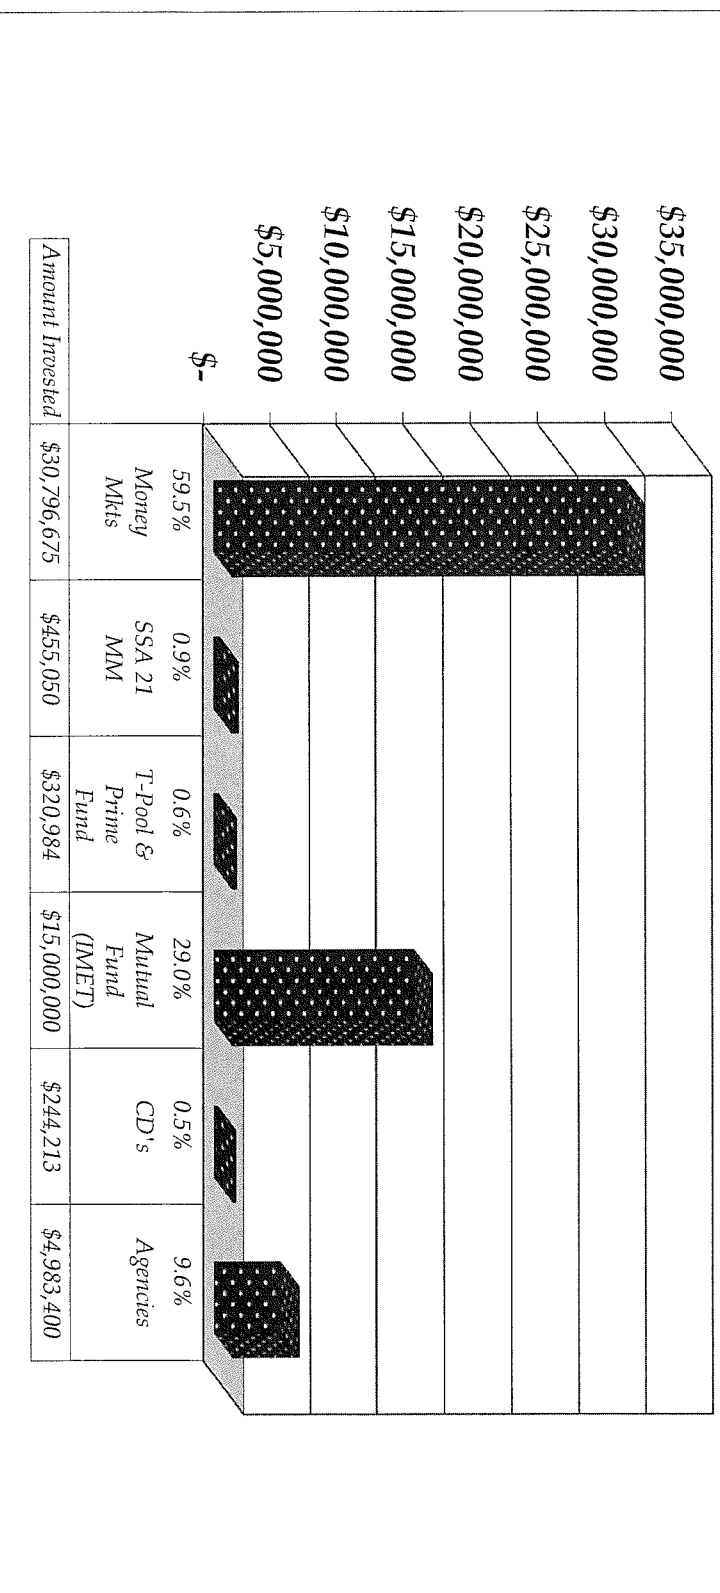 $35,000,000
$30,000,000
$25,000,000
$20,000,000
$15,000,000
$10,000,000
$5,000,000
$-
59.5%
Money
Mkts
0.9%
SSA 21
MM
0.6%
T-Pool &
Prime
Fund
29.0%
Mutual
Fund
(IMET)
0.5%
CD's
9.6%
Agencies
Amount Invested $30,796,675 $455,050 $320,984 $15,000,000 $244,213 $4,983,400